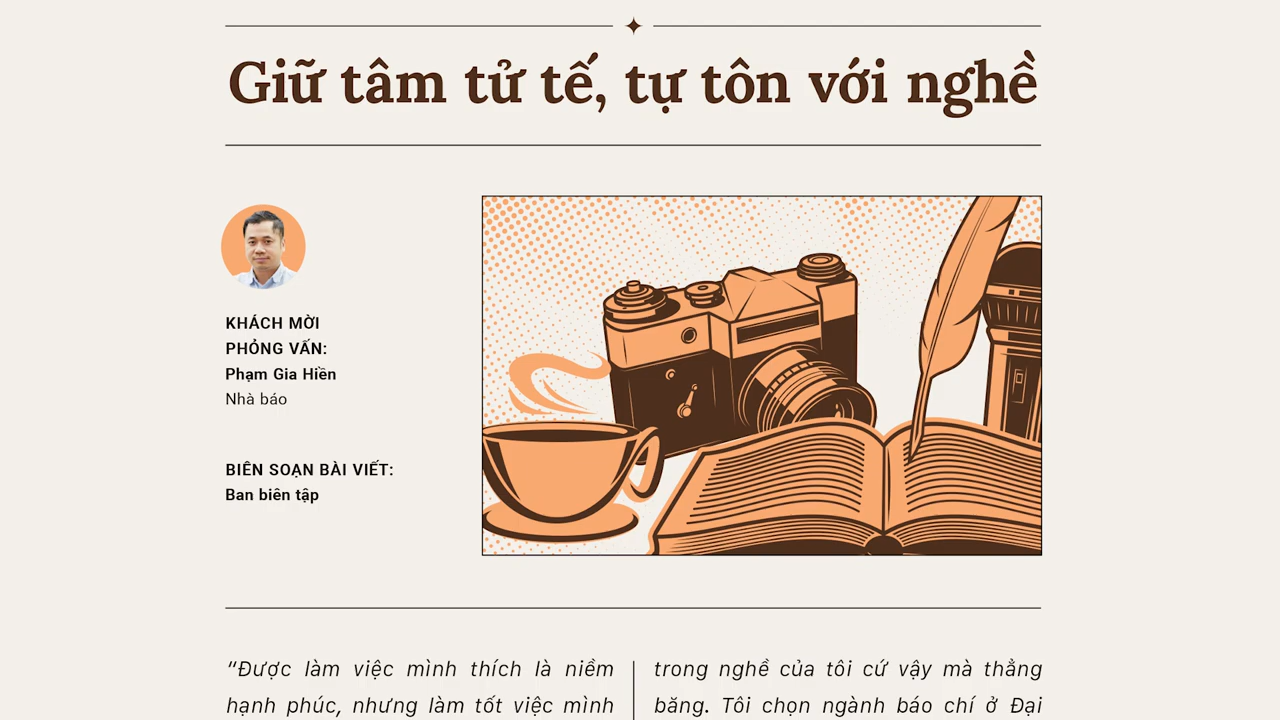 Giữ tâm tử tế, tự tôn với nghề
KHÁCH MỜI
PHỎNG VẤN:
Phạm Gia Hiền
Nhà báo
BIÊN SOẠN BÀI VIẾT:
Ban biên tập
“Được làm việc mình thích là niềm
hạnh phúc, nhưng làm tốt việc mình
trong nghề của tôi cứ vậy mà thẳng
băng. Tôi chọn ngành báo chí ở Đại